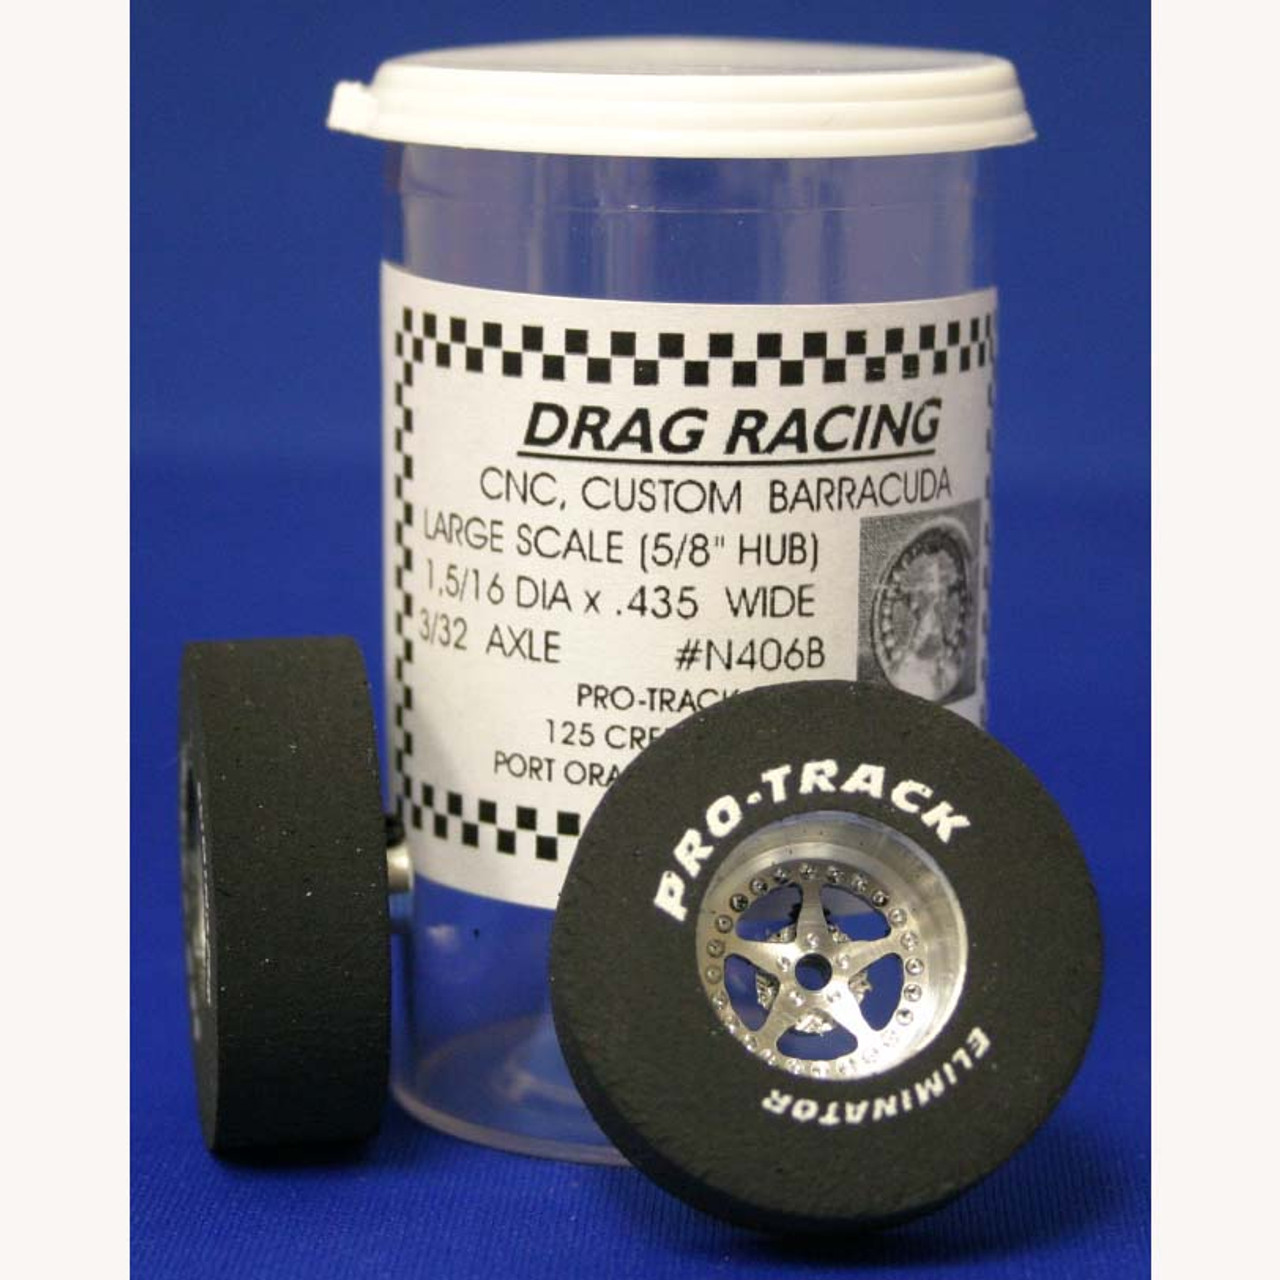 DRAG RACING
CNC, CUSTOM BARRACUDA
LARGE SCALE (5/8" HUB)
1,5/16 DIA x .435 WIDE
3/32 AXLE #N406B
PRO-TRACK
125
PORT
PRO-TRACK
ELIMINATOR